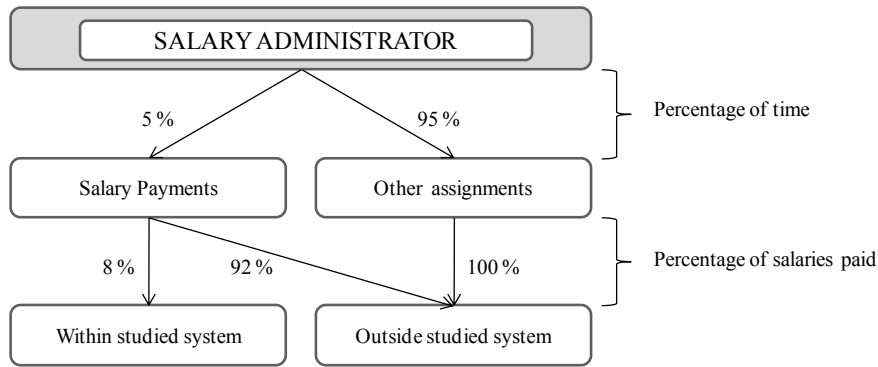 SALARY ADMINISTRATOR
5 %
95 %
Percentage of time
Salary Payments
Other assignments
8 %
92 %
100 %
Percentage of salaries paid
Within studied system
Outside studied system